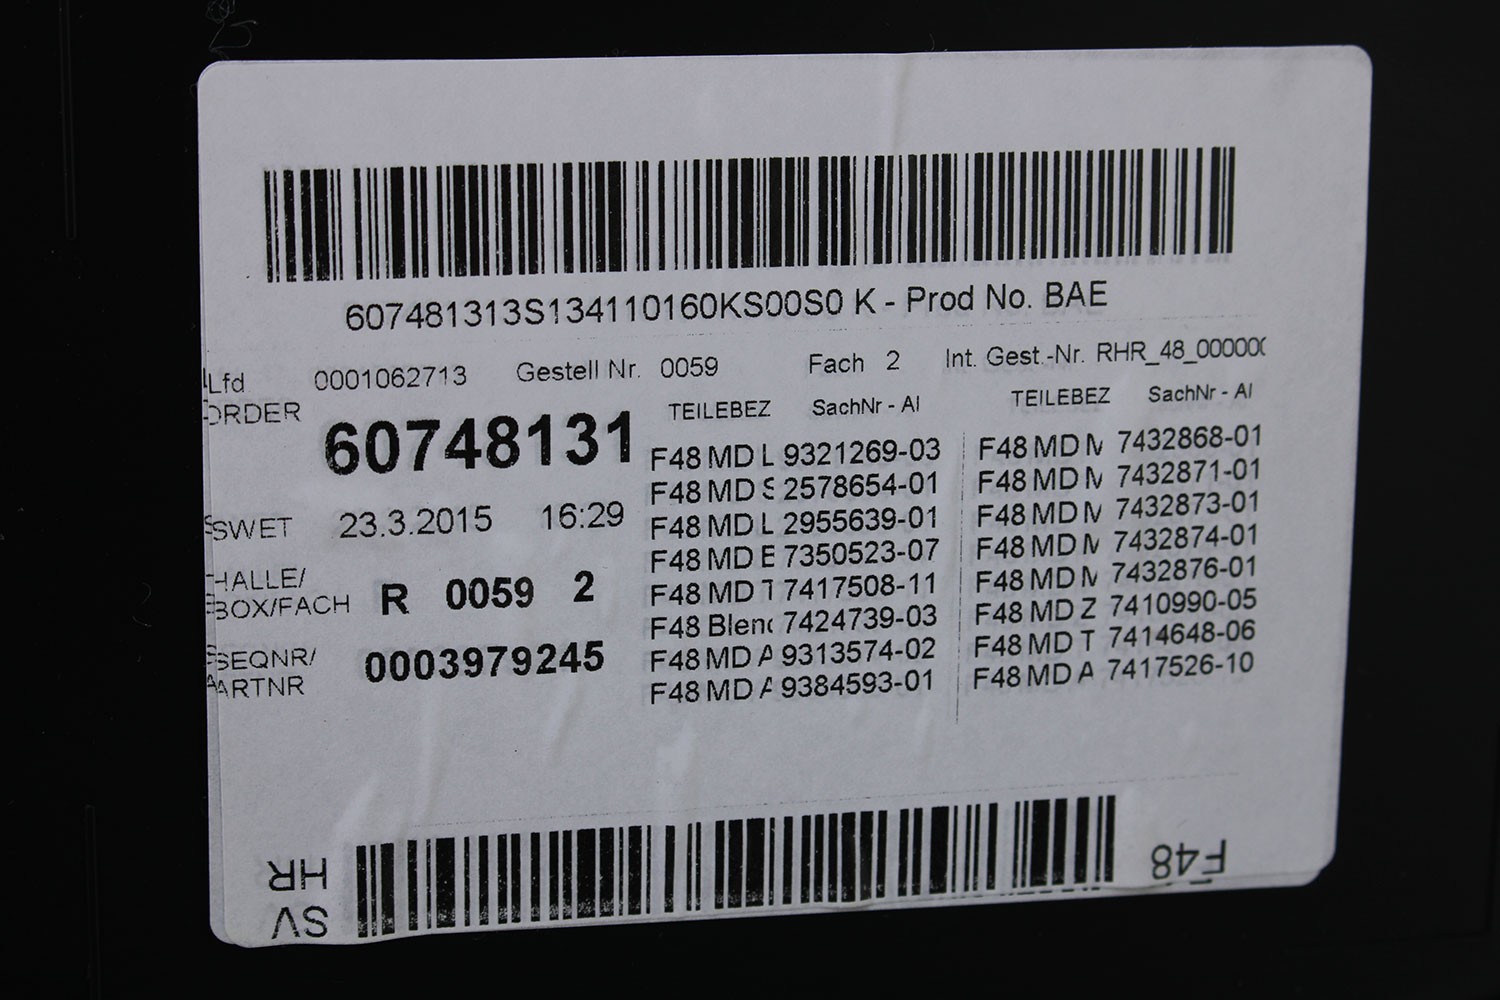 607481313S134110160KS00S0 K - Prod No. BAE
Lfd 0001062713 Gestell Nr. 0059 Fach 2 Int. Gest.-Nr. RHR_48_00000
ORDER 60748131
TEILEBEZ SachNr - AI TEILEBEZ SachNr - AI
F48 MD L 9321269-03 F48 MD M 7432868-01
F48 MD S 2578654-01 F48 MD M 7432871-01
F48 MD L 2955639-01 F48 MD M 7432873-01
F48 MD E 7350523-07 F48 MD M 7432874-01
F48 MD T 7417508-11 F48 MD M 7432876-01
F48 Blen 7424739-03 F48 MD Z 7410990-05
F48 MD A 9313574-02 F48 MD T 7414648-06
F48 MD A 9384593-01 F48 MD A 7417526-10
SWET 23.3.2015 16:29
HALLE/
BOX/FACH R 0059 2
SEQNR/
ARTNR 0003979245
F48
HR
SV